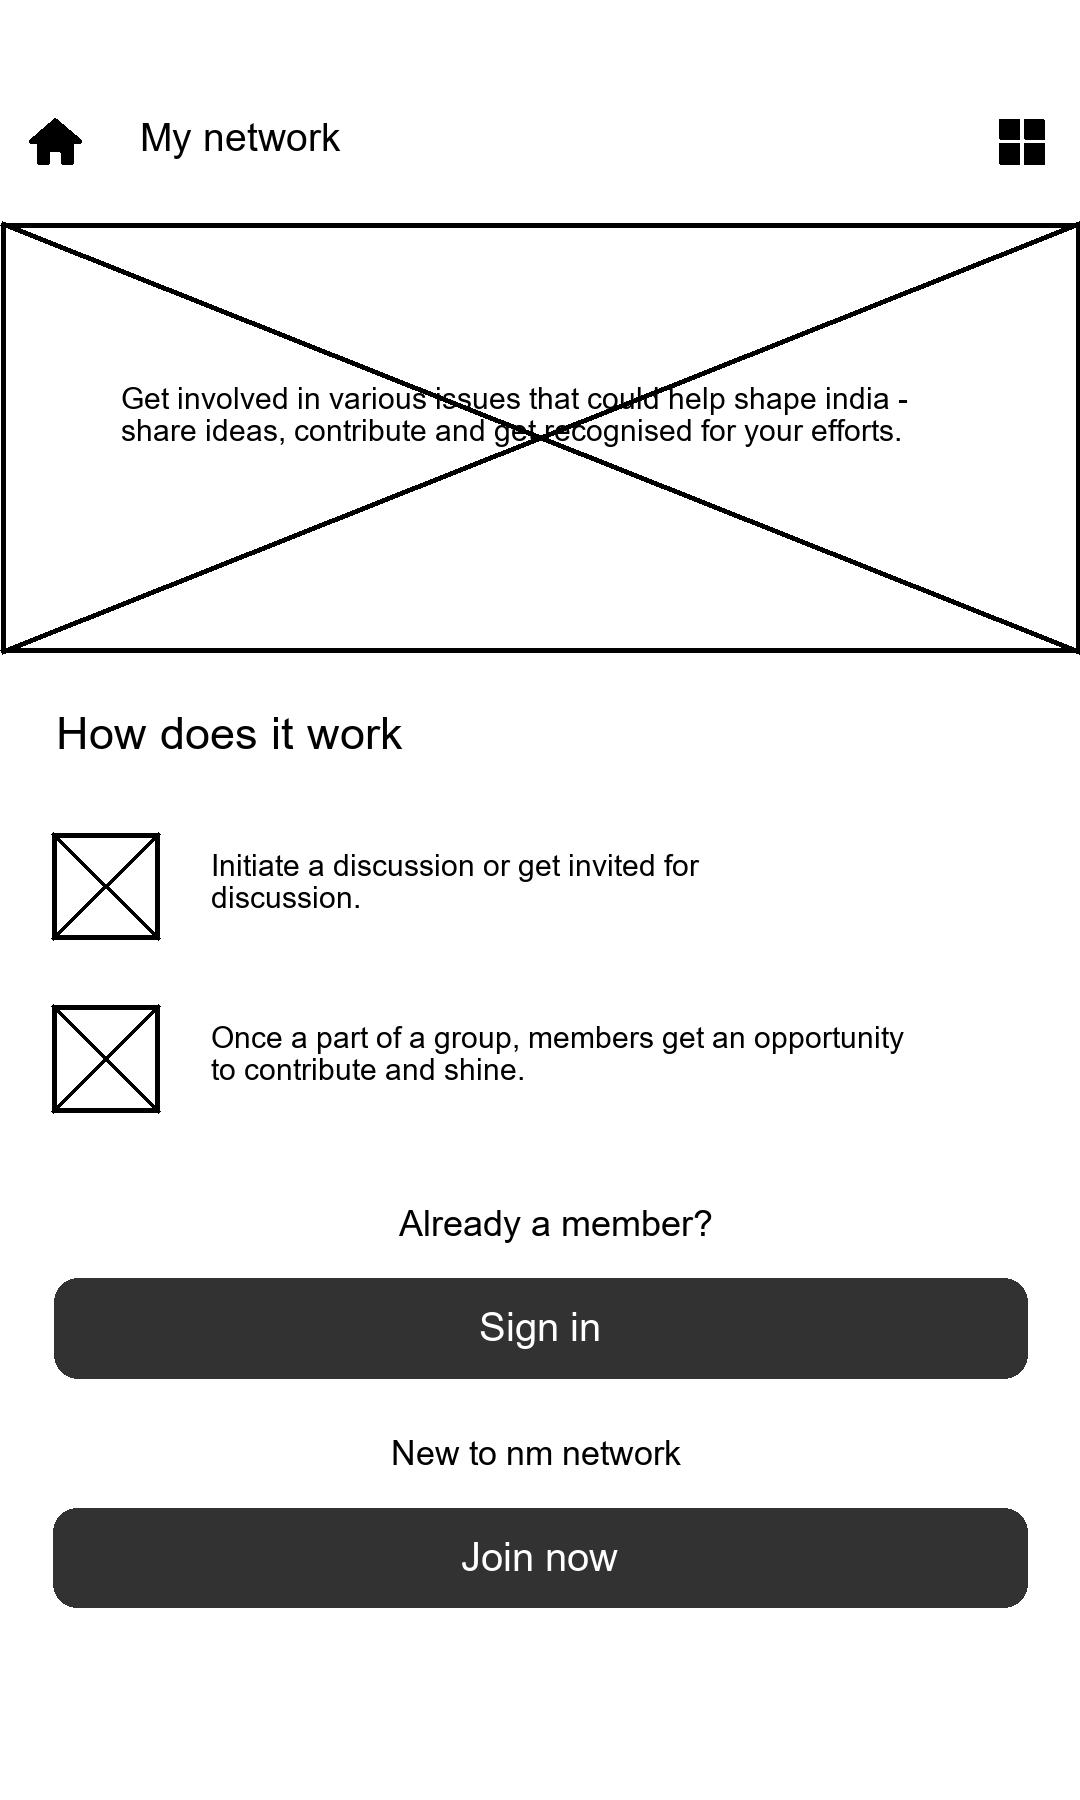 My network
Get involved in various issues that could help shape india -
share ideas, contribute and get recognised for your efforts.
How does it work
Initiate a discussion or get invited for
discussion.
Once a part of a group, members get an opportunity
to contribute and shine.
Already a member?
Sign in
New to nm network
Join now